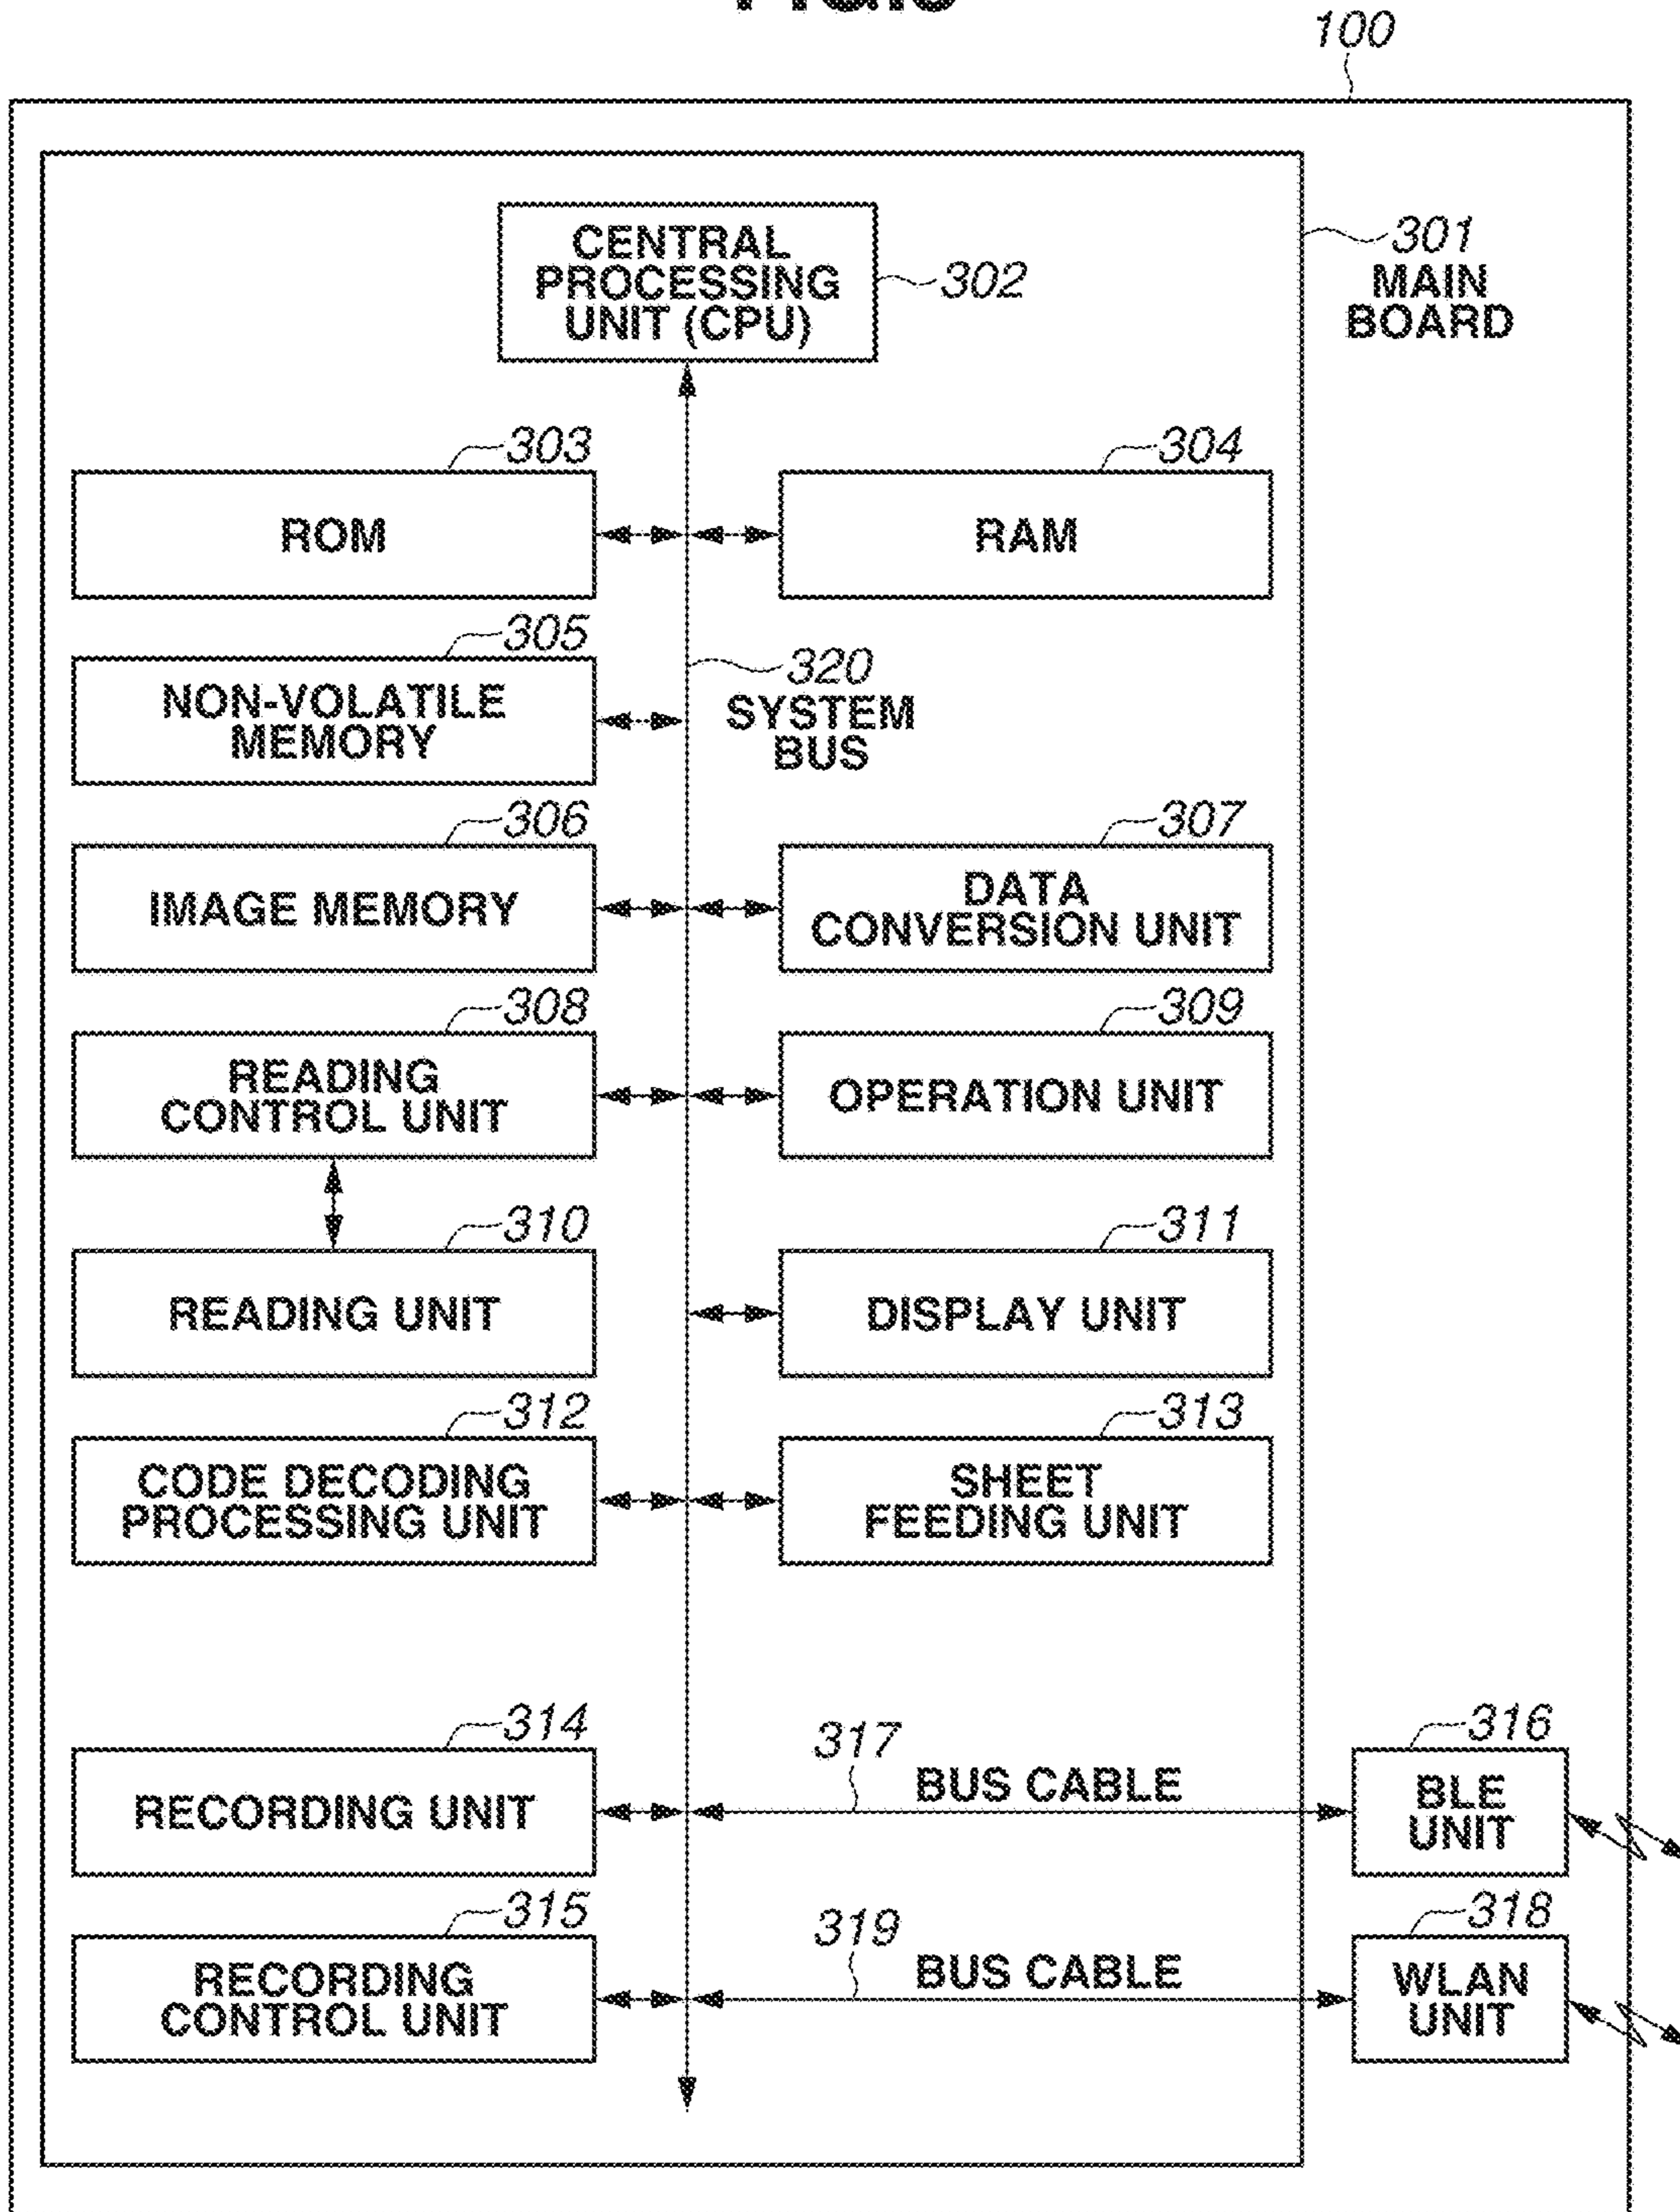 100
301
MAIN
BOARD
CENTRAL
PROCESSING
UNIT (CPU)
302
303
ROM
304
RAM
305
NON-VOLATILE
MEMORY
320
SYSTEM
BUS
306
IMAGE MEMORY
307
DATA
CONVERSION UNIT
308
READING
CONTROL UNIT
309
OPERATION UNIT
310
READING UNIT
311
DISPLAY UNIT
312
CODE DECODING
PROCESSING UNIT
313
SHEET
FEEDING UNIT
314
RECORDING UNIT
317
BUS CABLE
316
BLE
UNIT
315
RECORDING
CONTROL UNIT
319
BUS CABLE
318
WLAN
UNIT